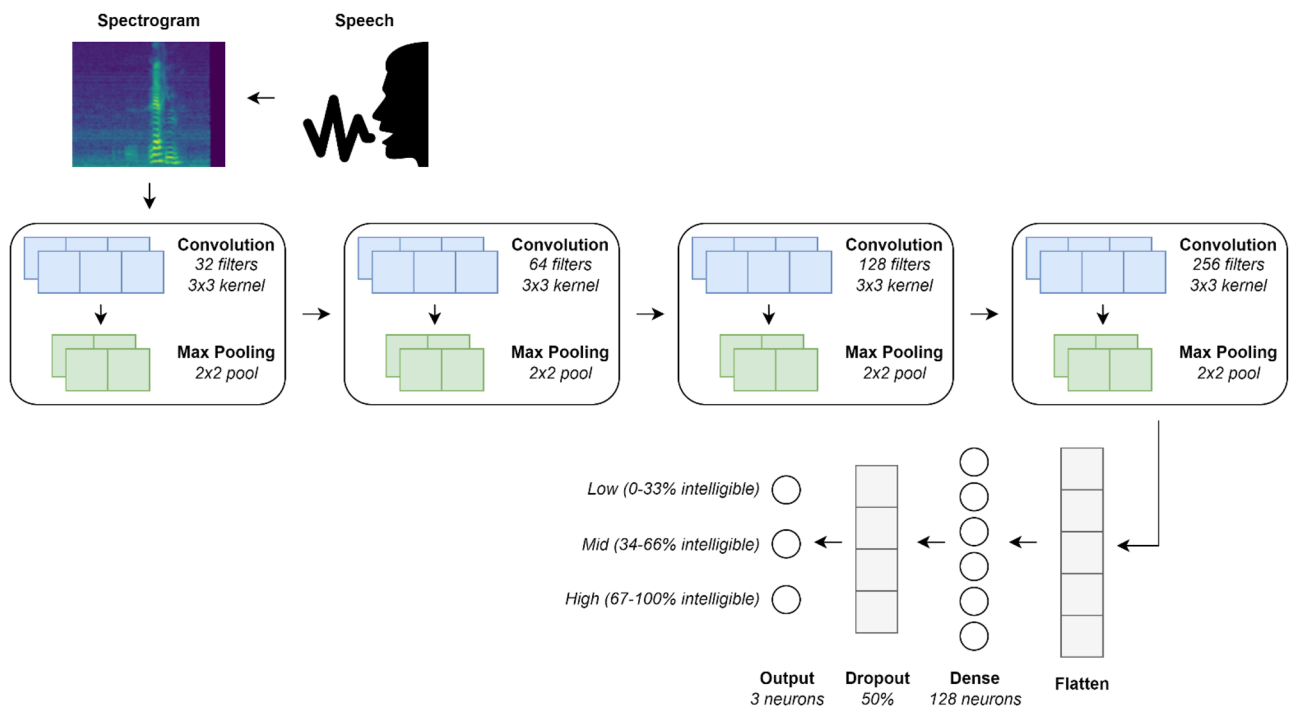 Spectrogram
Speech
Convolution
32 filters
3x3 kernel
Max Pooling
2x2 pool
Convolution
64 filters
3x3 kernel
Max Pooling
2x2 pool
Convolution
128 filters
3x3 kernel
Max Pooling
2x2 pool
Convolution
256 filters
3x3 kernel
Max Pooling
2x2 pool
Low (0-33% intelligible)
Mid (34-66% intelligible)
High (67-100% intelligible)
Output
3 neurons
Dropout
50%
Dense
128 neurons
Flatten